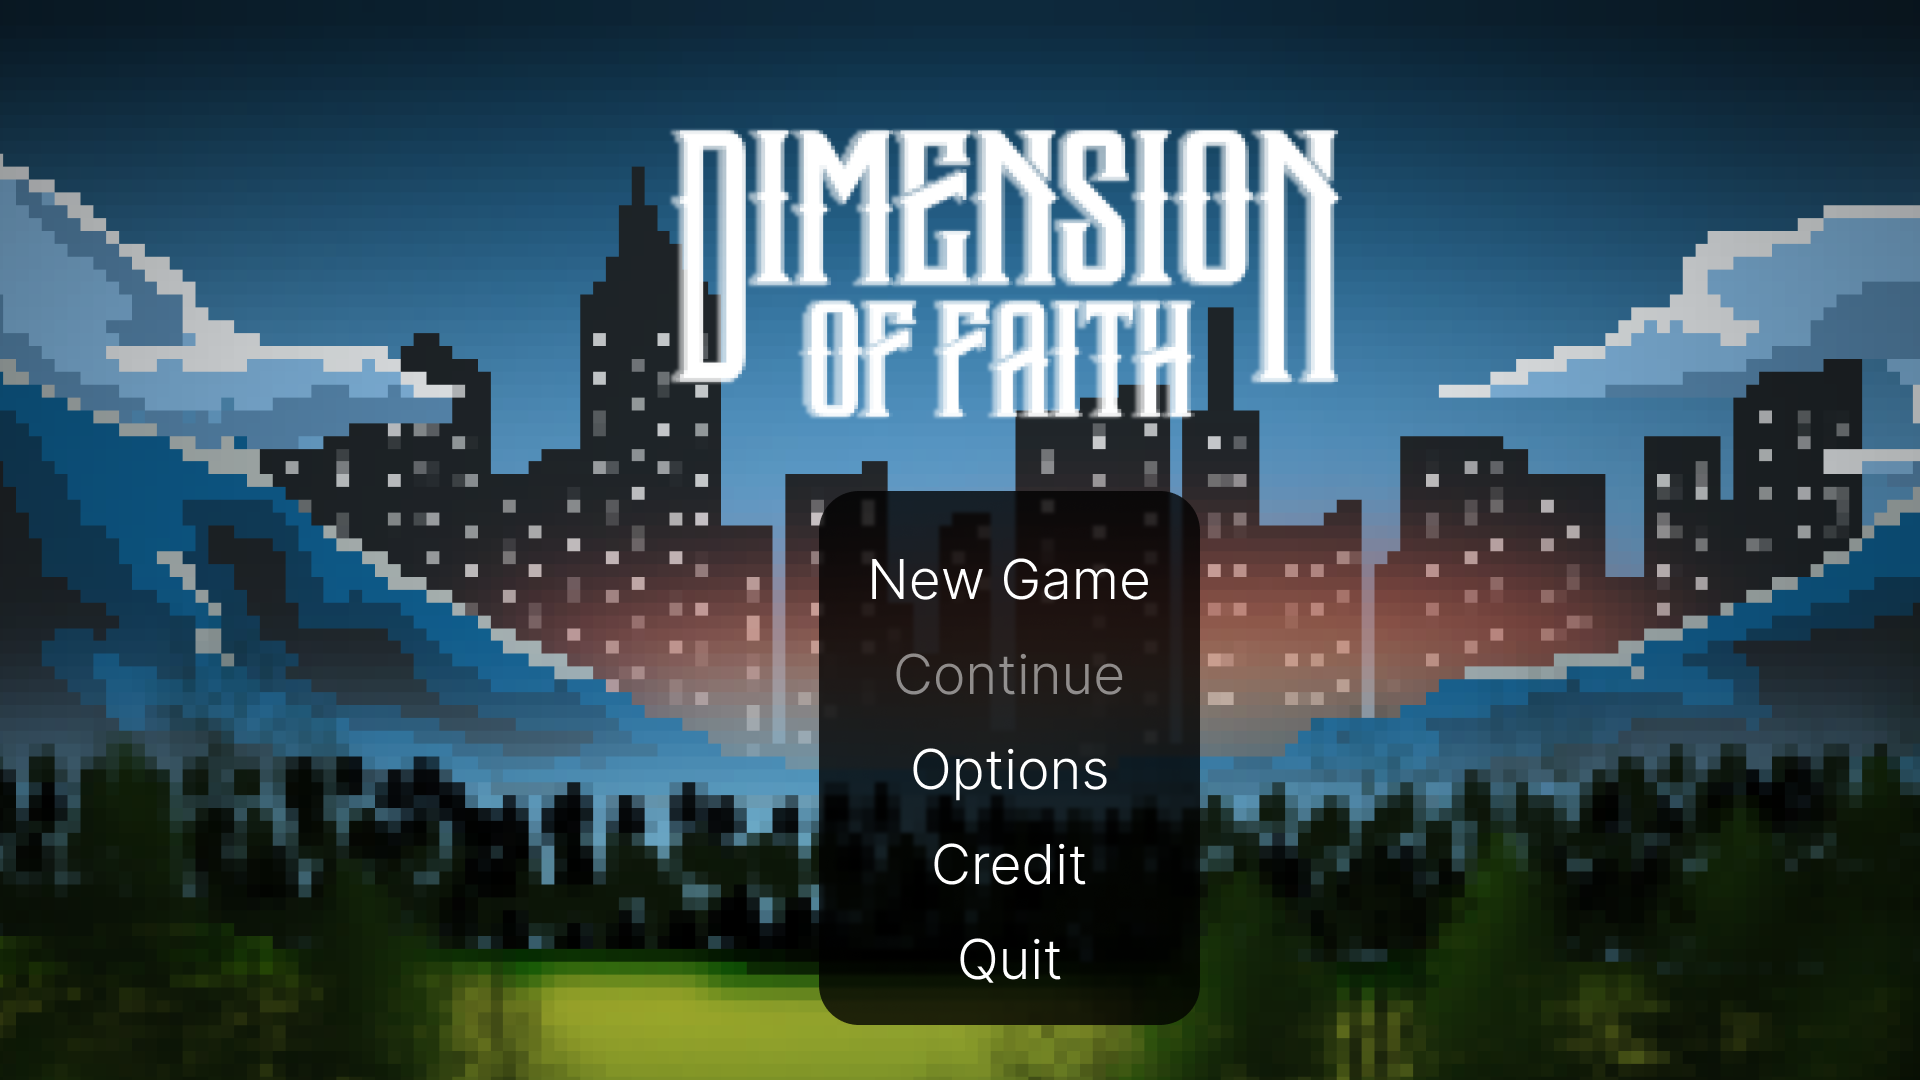 DIMENSION
OF FAITH
New Game
Continue
Options
Credit
Quit